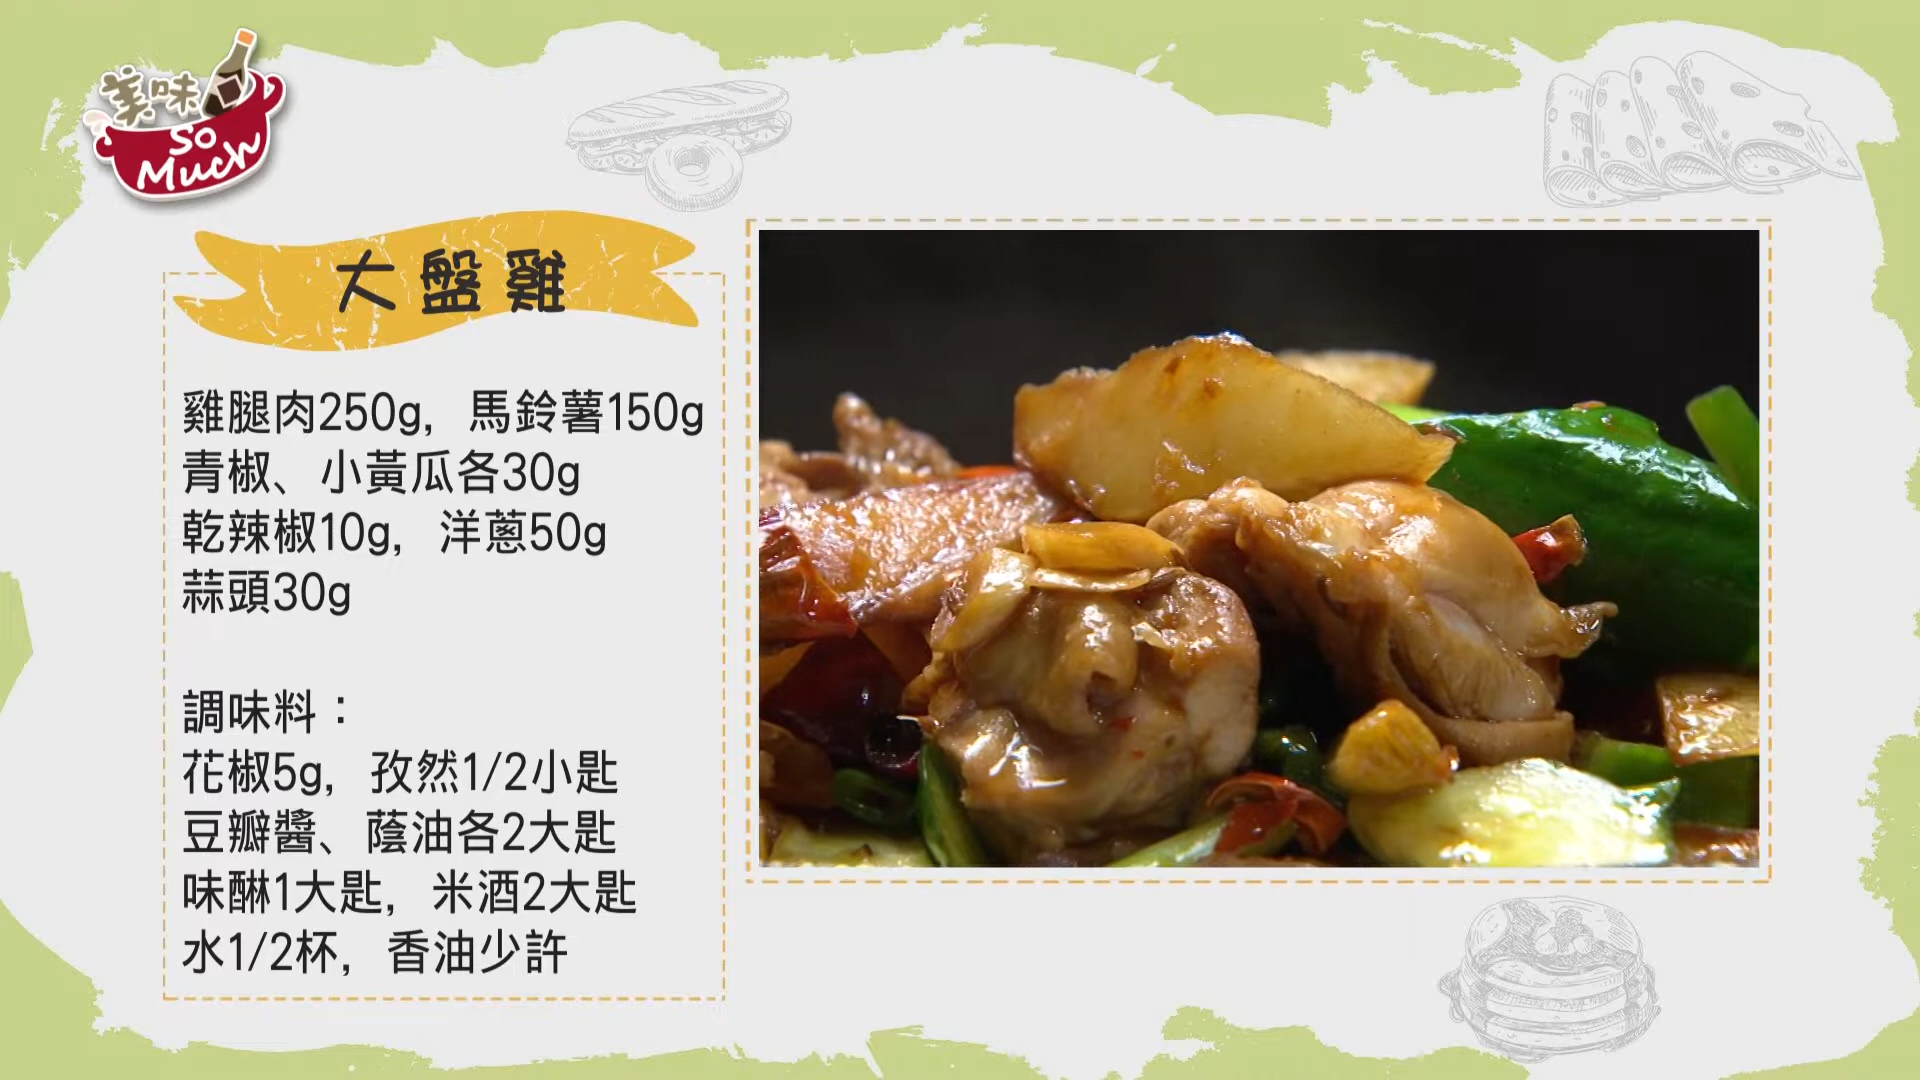 美味
So
Much
大盤雞
雞腿肉250g, 馬鈴薯150g
青椒、小黃瓜各30g
乾辣椒10g, 洋蔥50g
蒜頭30g
調味料：
花椒5g, 孜然1/2小匙
豆瓣醬、蔭油各2大匙
味醂1大匙, 米酒2大匙
水1/2杯, 香油少許